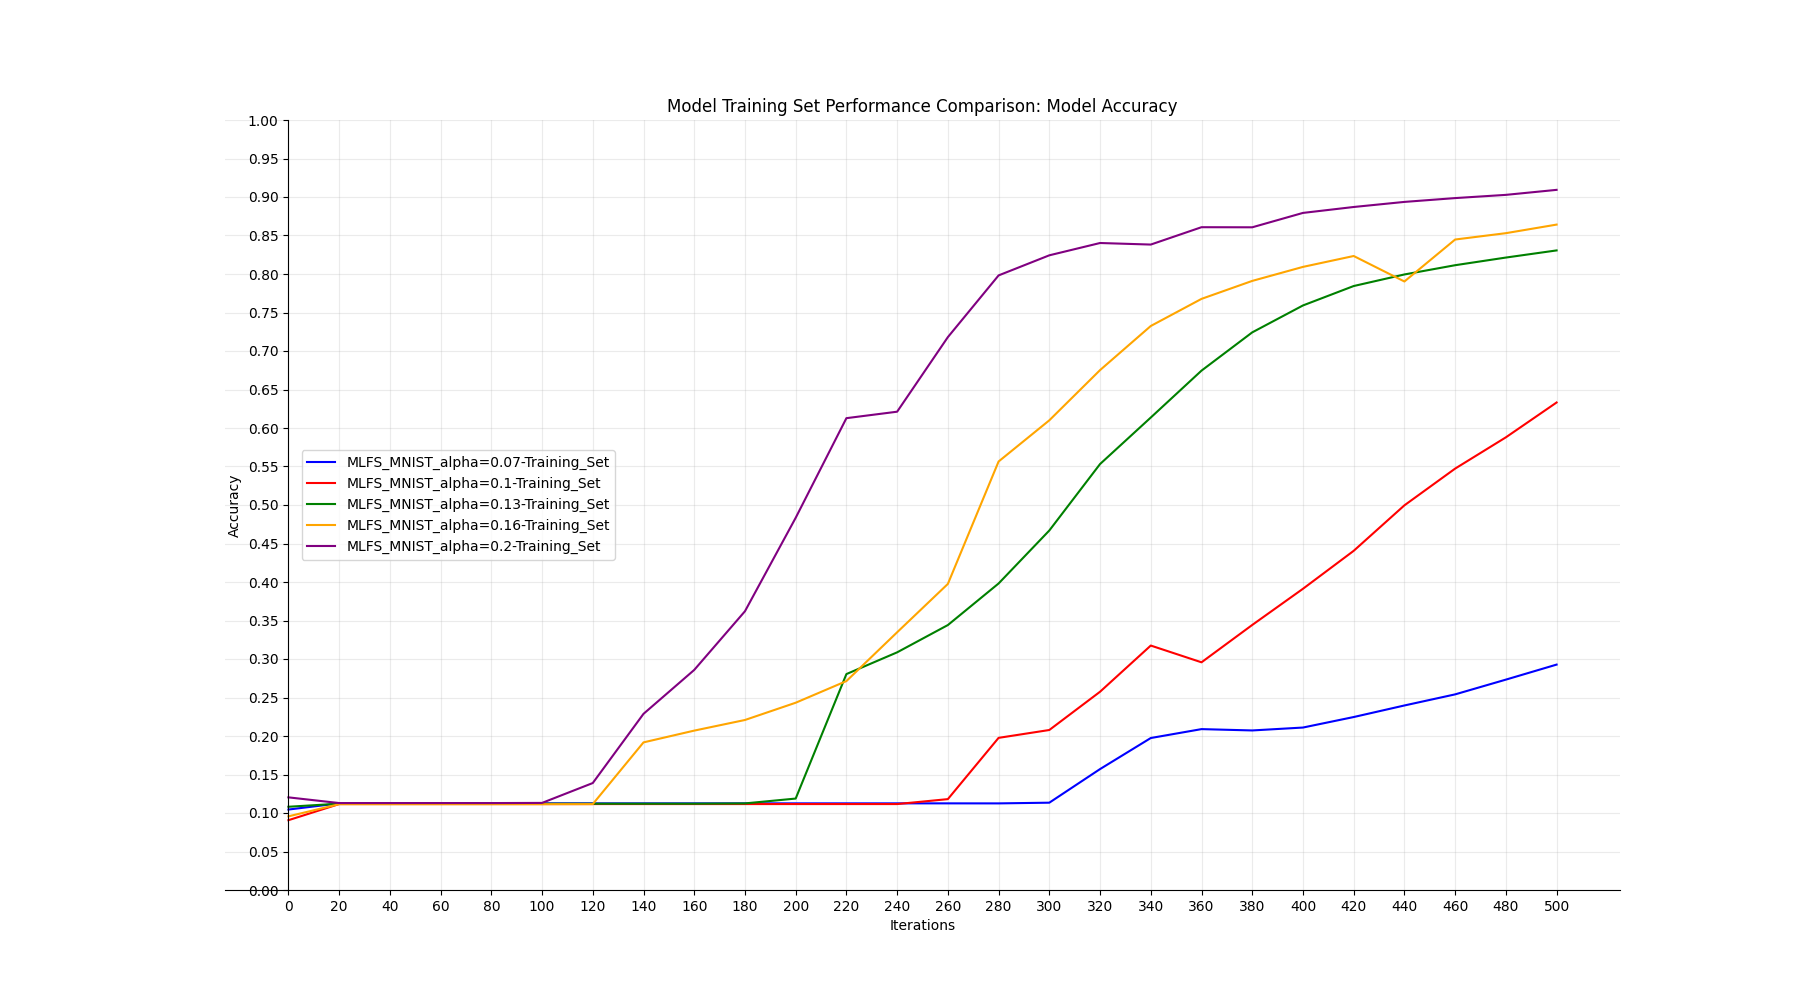 Model Training Set Performance Comparison: Model Accuracy
1.00
0.95
0.90
0.85
0.80
0.75
0.70
0.65
0.60
0.55
0.50
0.45
0.40
0.35
0.30
0.25
0.20
0.15
0.10
0.05
0.00
Accuracy
MLFS_MNIST_alpha=0.07-Training_Set
MLFS_MNIST_alpha=0.1-Training_Set
MLFS_MNIST_alpha=0.13-Training_Set
MLFS_MNIST_alpha=0.16-Training_Set
MLFS_MNIST_alpha=0.2-Training_Set
0 20 40 60 80 100 120 140 160 180 200 220 240 260 280 300 320 340 360 380 400 420 440 460 480 500
Iterations